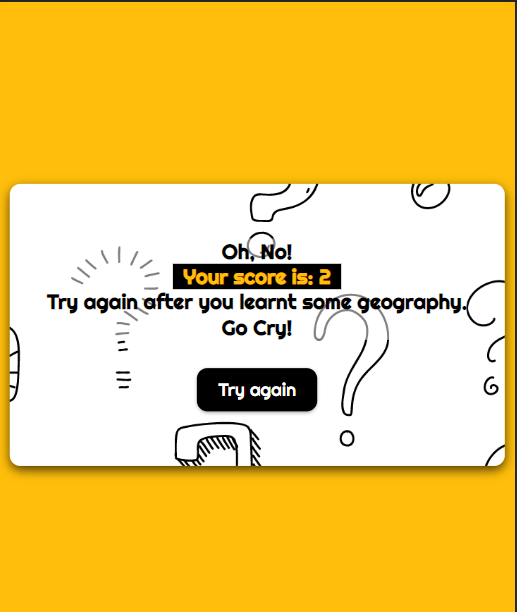 Oh, No!
Your score is: 2
Try again after you learnt some geography.
Go Cry!
Try again